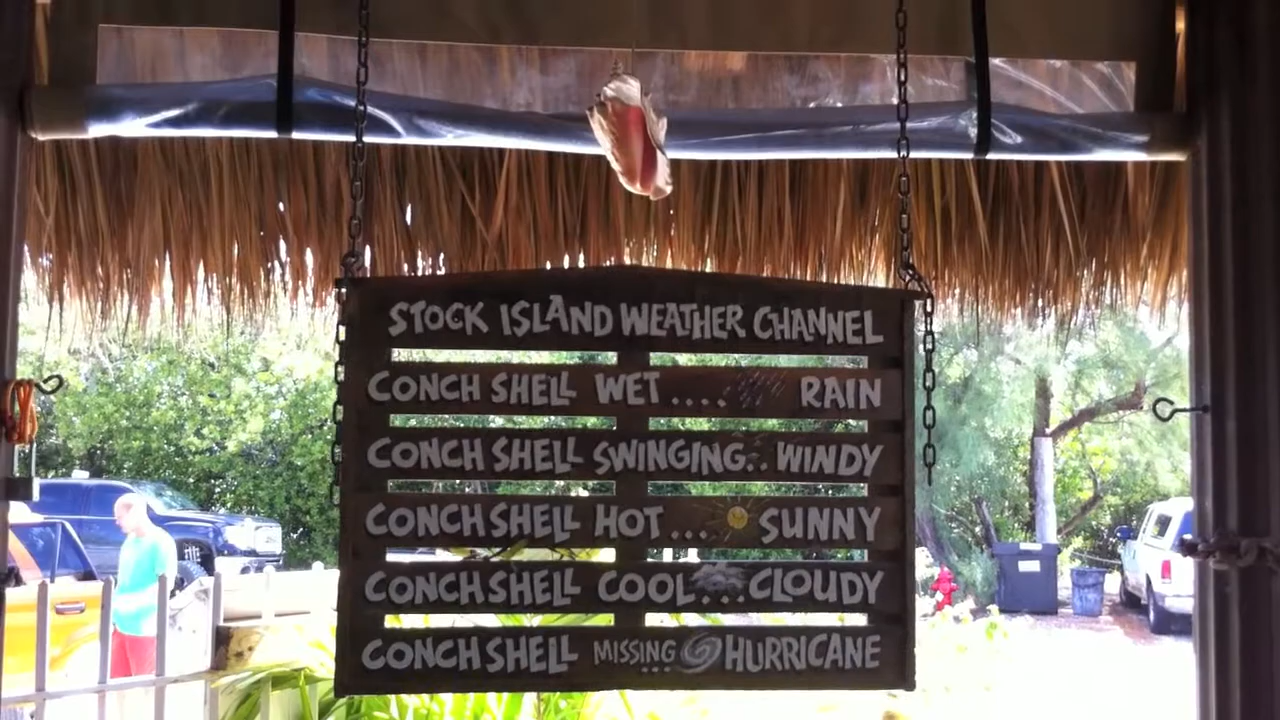 STOCK ISLAND WEATHER CHANNEL
CONCH SHELL WET .... RAIN
CONCH SHELL SWINGING.. WINDY
CONCH SHELL HOT .... SUNNY
CONCH SHELL COOL... CLOUDY
CONCH SHELL MISSING... HURRICANE